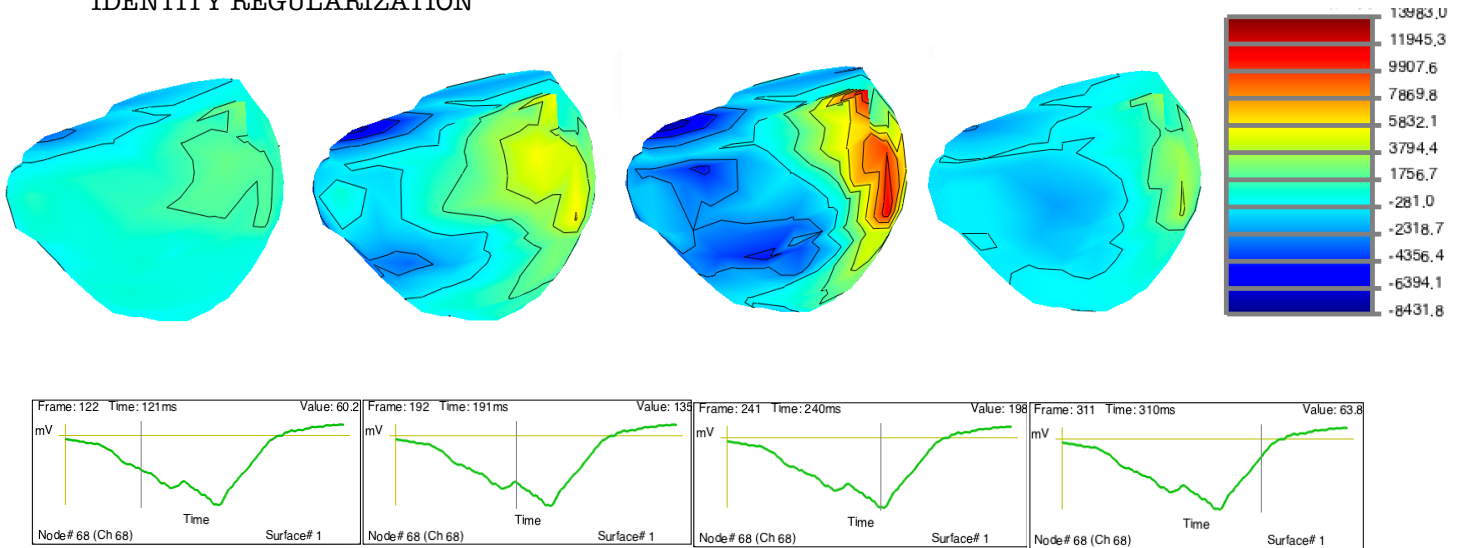 IDENTITY REGULARIZATION
13983.0
11945.3
9907.6
7869.8
5832.1
3794.4
1756.7
-281.0
-2318.7
-4356.4
-6394.1
-8431.8
Frame: 122 Time: 121ms Value: 60.2
mV
Time
Node# 68 (Ch 68) Surface# 1
Frame: 192 Time: 191ms Value: 135
mV
Time
Node# 68 (Ch 68) Surface# 1
Frame: 241 Time: 240ms Value: 198
mV
Time
Node# 68 (Ch 68) Surface# 1
Frame: 311 Time: 310ms Value: 63.8
mV
Time
Node# 68 (Ch 68) Surface# 1